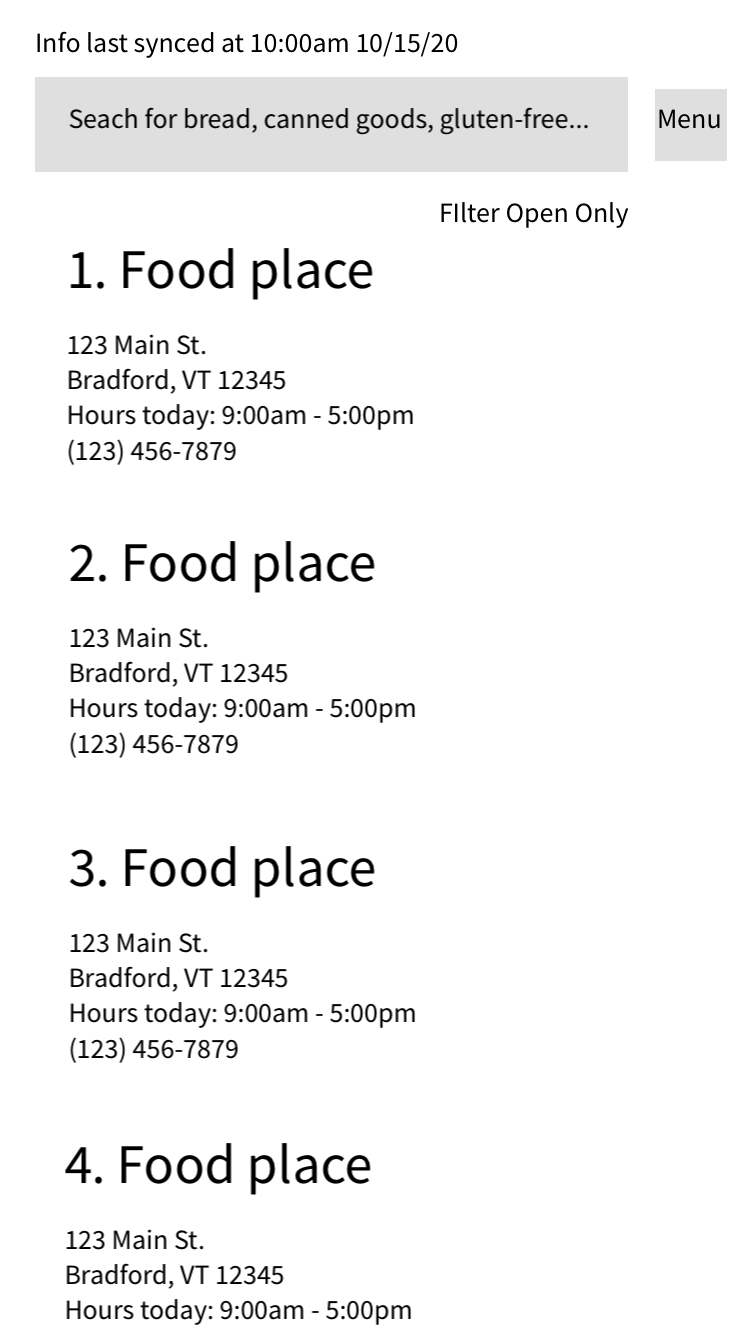 Info last synced at 10:00am 10/15/20
Seach for bread, canned goods, gluten-free...
Menu
FIlter Open Only
1. Food place
123 Main St.
Bradford, VT 12345
Hours today: 9:00am - 5:00pm
(123) 456-7879
2. Food place
123 Main St.
Bradford, VT 12345
Hours today: 9:00am - 5:00pm
(123) 456-7879
3. Food place
123 Main St.
Bradford, VT 12345
Hours today: 9:00am - 5:00pm
(123) 456-7879
4. Food place
123 Main St.
Bradford, VT 12345
Hours today: 9:00am - 5:00pm